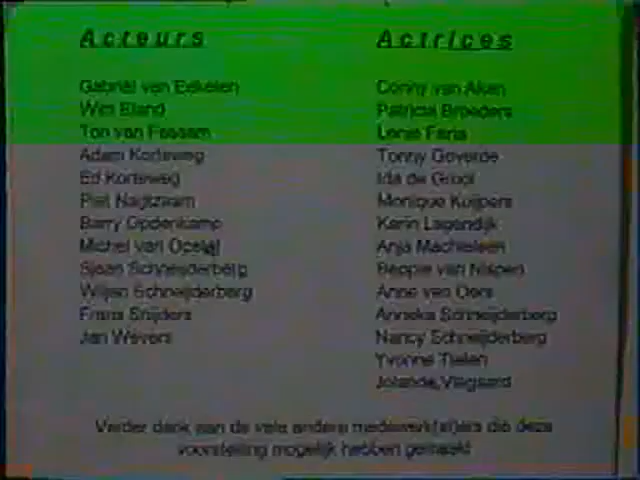 Acteurs
Gabriël van Eekelen
Wim Eland
Ton van Fessem
Adam Korteweg
Ed Korteweg
Piet Nagtzaam
Barry Opdenkamp
Michel van Opstal
Sjaan Schneijderberg
Wiljan Schneijderberg
Frans Snijders
Jan Wevers
Actrices
Conny van Aken
Patricia Broeders
Lenie Faria
Tonny Goverde
Ida de Groot
Monique Kuijpers
Karin Lagendijk
Anja Machielsen
Beppie van Nispen
Anne van Oers
Anneke Schneijderberg
Nancy Schneijderberg
Yvonne Tielen
Jolanda Visgaard
Verder dank aan de vele andere medewerk(st)ers die deze
voorstelling mogelijk hebben gemaakt